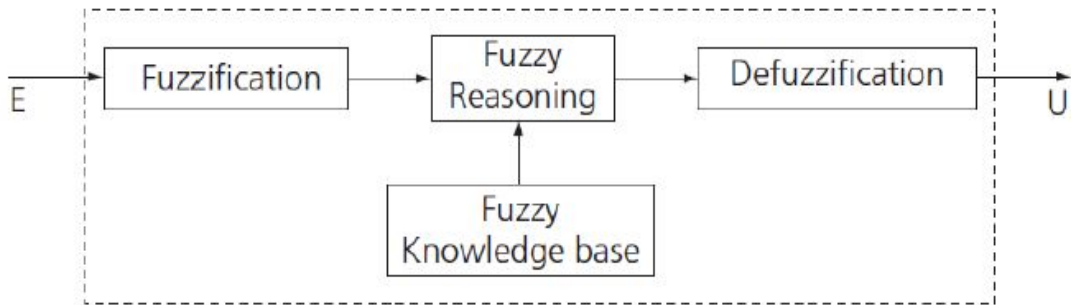 E
Fuzzification
Fuzzy
Reasoning
Defuzzification
U
Fuzzy
Knowledge base